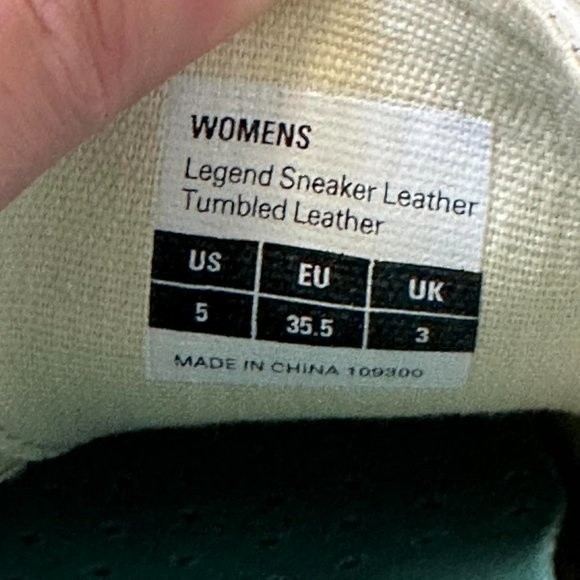 WOMENS
Legend Sneaker Leather
Tumbled Leather
US EU UK
5 35.5 3
MADE IN CHINA 109300